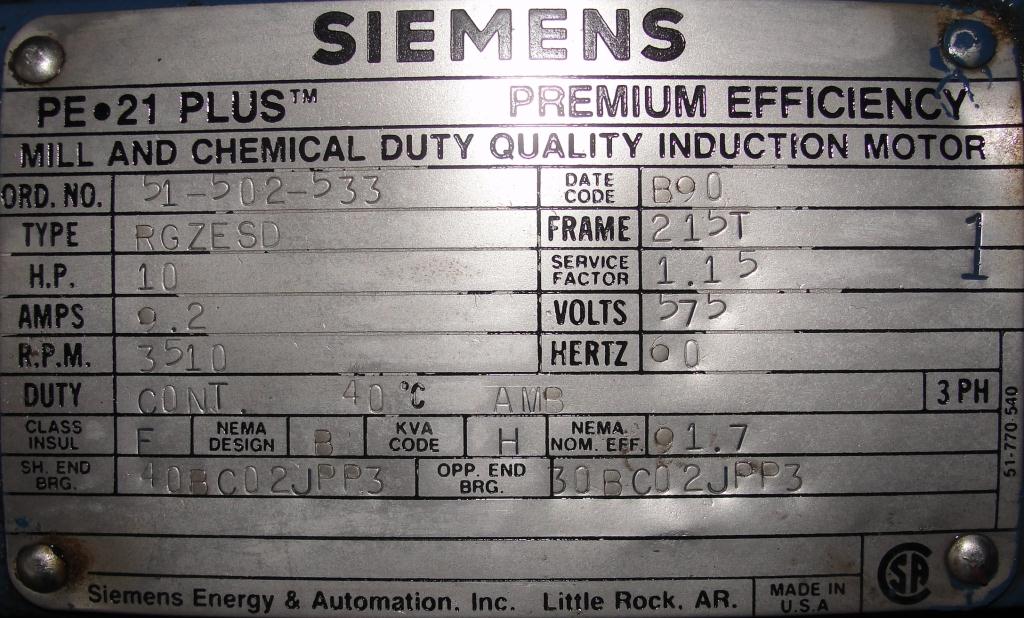 SIEMENS
PE•21 PLUS™ PREMIUM EFFICIENCY
MILL AND CHEMICAL DUTY QUALITY INDUCTION MOTOR
ORD. NO. 51-502-533 DATE CODE B90
TYPE RGZESD FRAME 215T 1
H.P. 10 SERVICE FACTOR 1.15
AMPS 9.2 VOLTS 575
R.P.M. 3510 HERTZ 60
DUTY CONT. 40°C AMB 3 PH
CLASS INSUL F NEMA DESIGN B KVA CODE H NEMA NOM. EFF. 91.7
SH. END BRG. 40BC02JPP3 OPP. END BRG. 30BC02JPP3
51-770-540
Siemens Energy & Automation, Inc. Little Rock, AR. MADE IN U.S.A
CSA